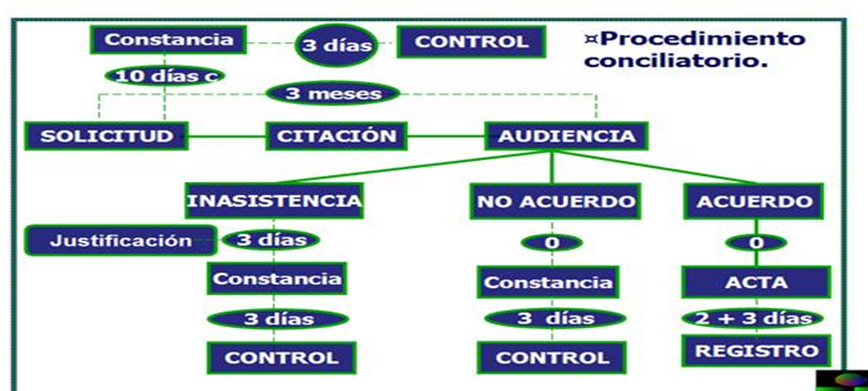 Constancia
3 días
CONTROL
¤Procedimiento
conciliatorio.
10 días c
3 meses
SOLICITUD
CITACIÓN
AUDIENCIA
INASISTENCIA
NO ACUERDO
ACUERDO
Justificación
3 días
0
0
Constancia
Constancia
ACTA
3 días
3 días
2 + 3 días
CONTROL
CONTROL
REGISTRO